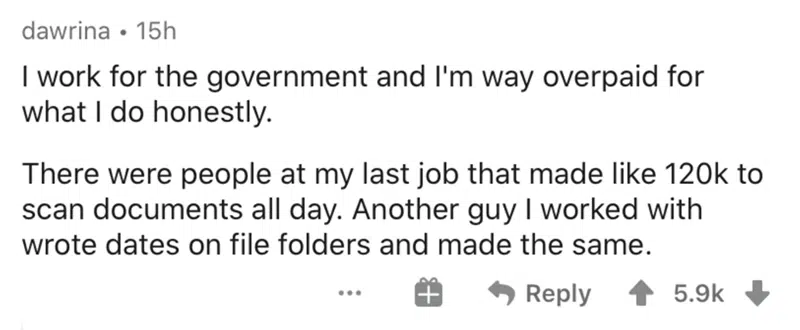 dawrina • 15h
I work for the government and I'm way overpaid for
what I do honestly.
There were people at my last job that made like 120k to
scan documents all day. Another guy I worked with
wrote dates on file folders and made the same.
... Reply 5.9k